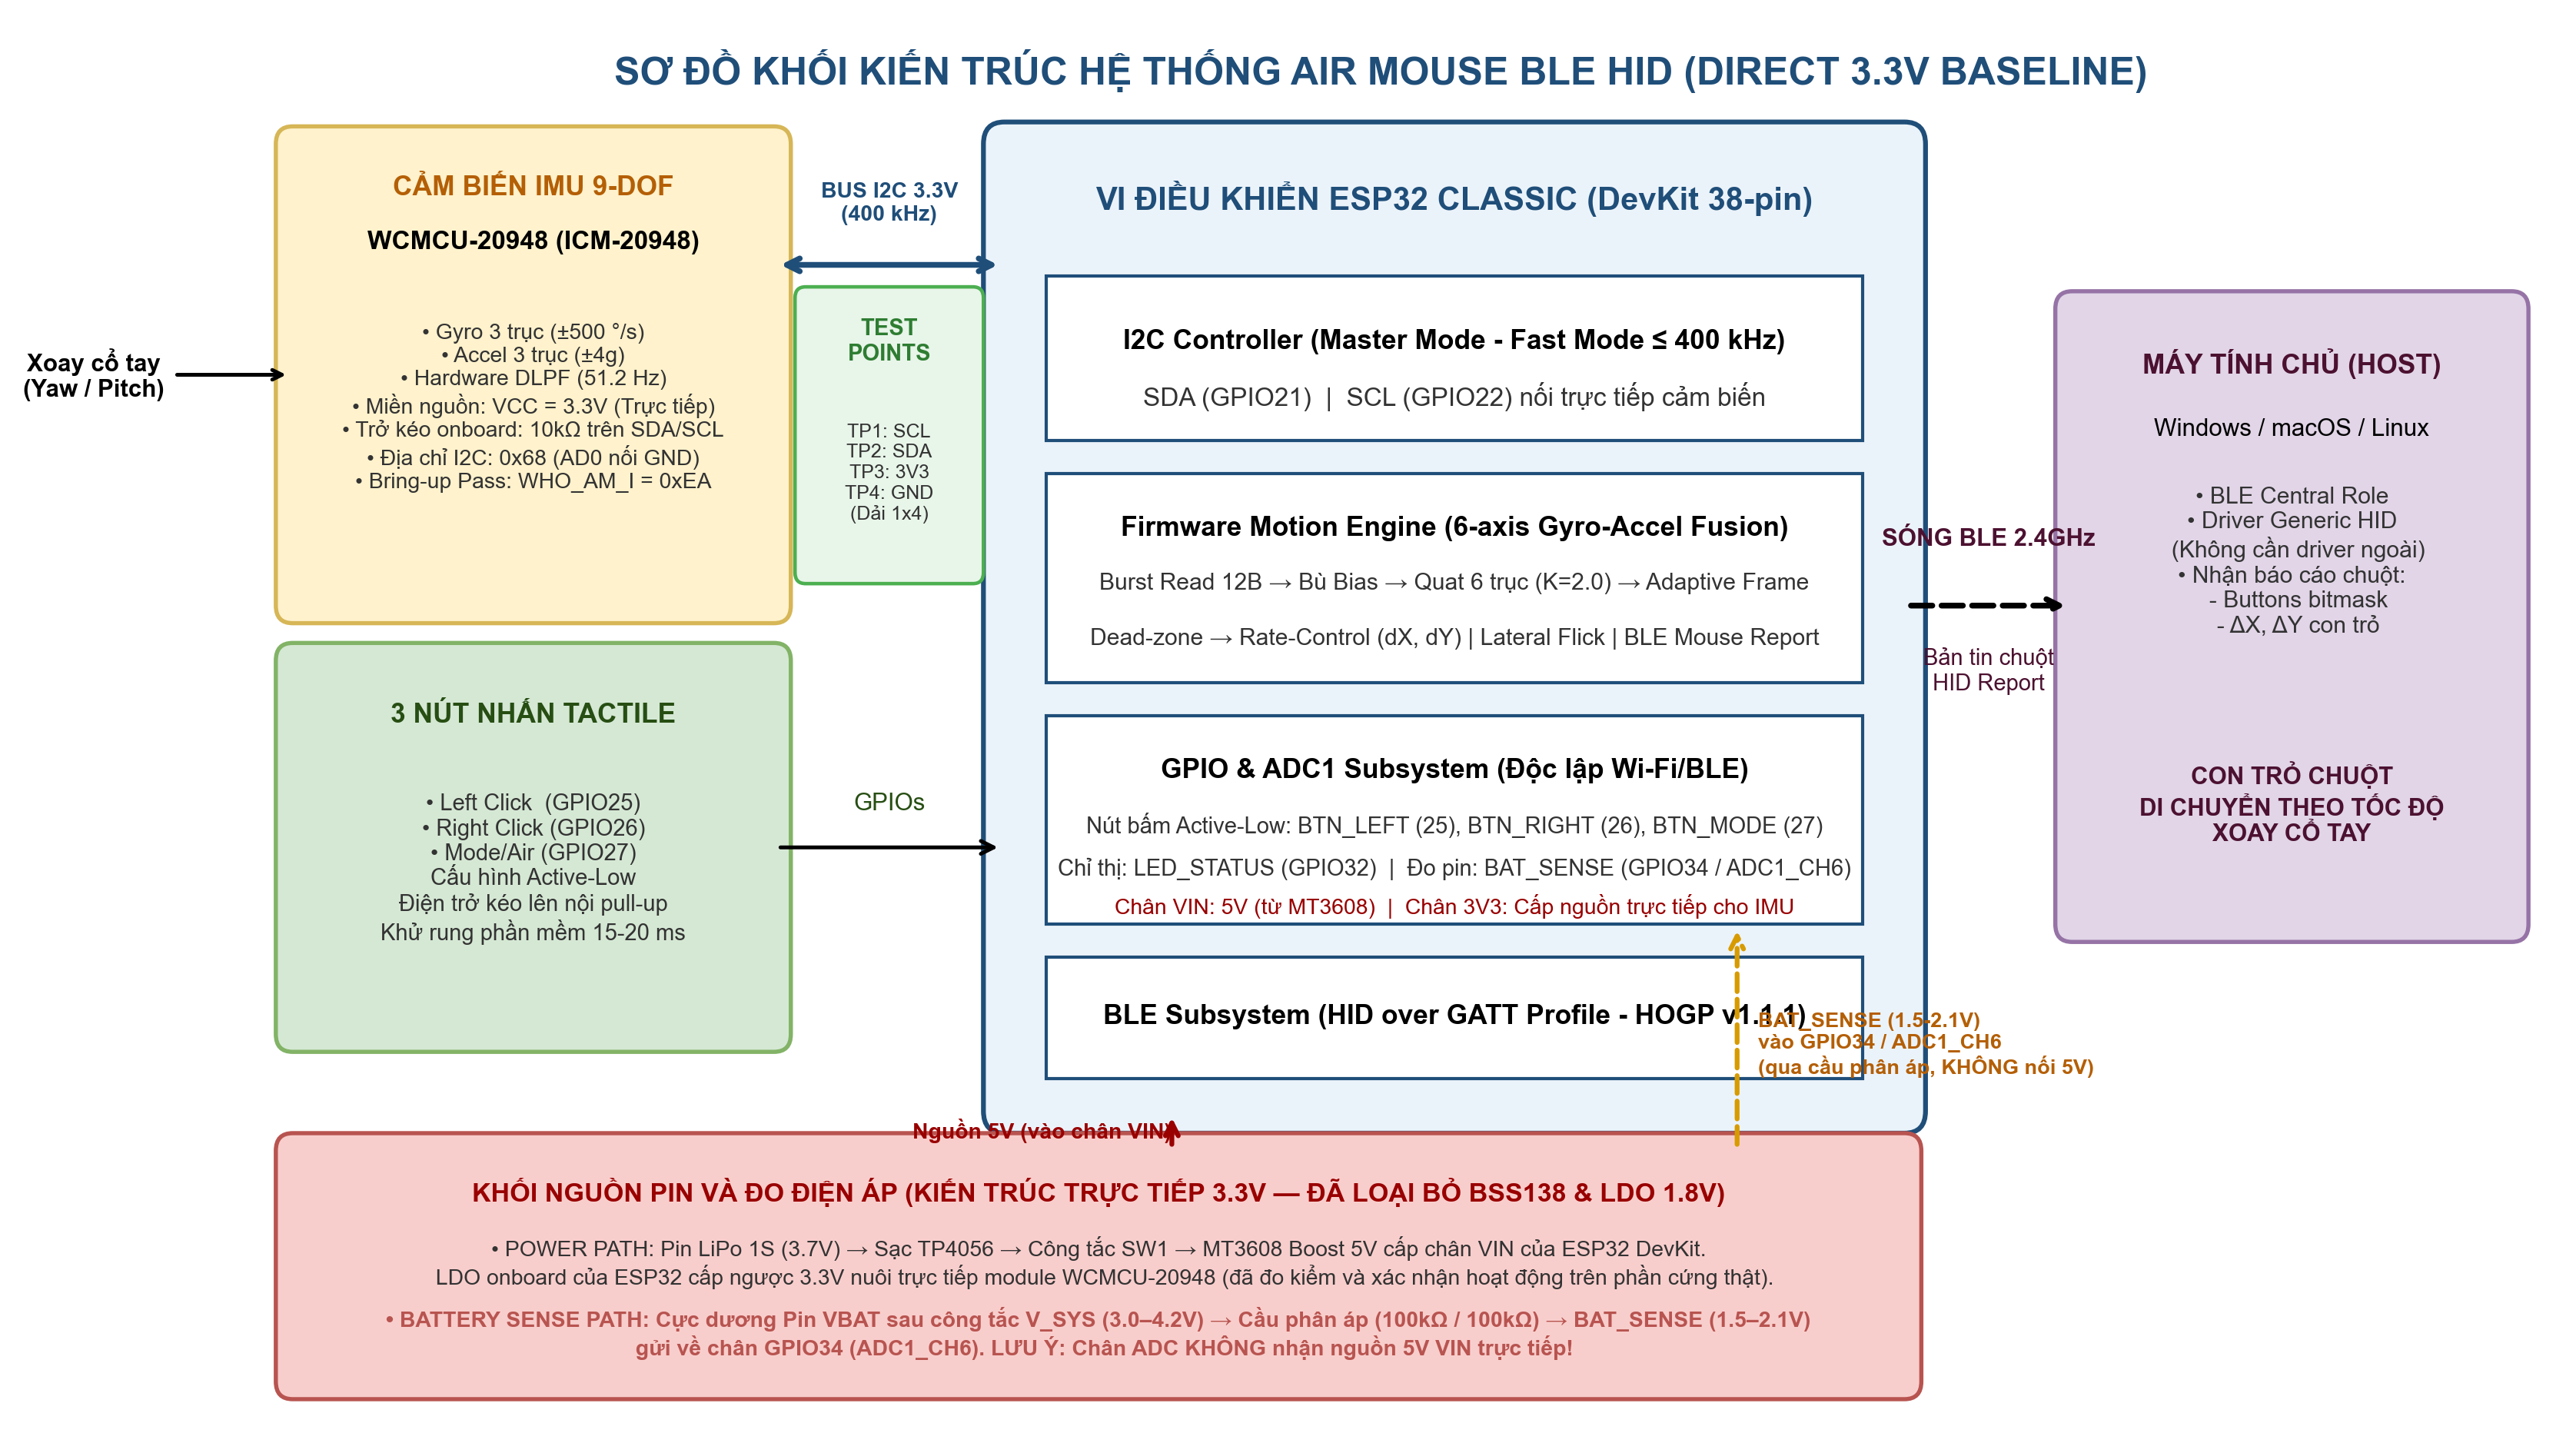 SƠ ĐỒ KHỐI KIẾN TRÚC HỆ THỐNG AIR MOUSE BLE HID (DIRECT 3.3V BASELINE)
Xoay cổ tay
(Yaw / Pitch)
CẢM BIẾN IMU 9-DOF
WCMCU-20948 (ICM-20948)
• Gyro 3 trục (±500 °/s)
• Accel 3 trục (±4g)
• Hardware DLPF (51.2 Hz)
• Miền nguồn: VCC = 3.3V (Trực tiếp)
• Trở kéo onboard: 10kΩ trên SDA/SCL
• Địa chỉ I2C: 0x68 (AD0 nối GND)
• Bring-up Pass: WHO_AM_I = 0xEA
BUS I2C 3.3V
(400 kHz)
TEST
POINTS
TP1: SCL
TP2: SDA
TP3: 3V3
TP4: GND
(Dải 1x4)
3 NÚT NHẤN TACTILE
• Left Click  (GPIO25)
• Right Click (GPIO26)
• Mode/Air (GPIO27)
Cấu hình Active-Low
Điện trở kéo lên nội pull-up
Khử rung phần mềm 15-20 ms
GPIOs
VI ĐIỀU KHIỂN ESP32 CLASSIC (DevKit 38-pin)
I2C Controller (Master Mode - Fast Mode ≤ 400 kHz)
SDA (GPIO21)  |  SCL (GPIO22) nối trực tiếp cảm biến
Firmware Motion Engine (6-axis Gyro-Accel Fusion)
Burst Read 12B → Bù Bias → Quat 6 trục (K=2.0) → Adaptive Frame
Dead-zone → Rate-Control (dX, dY) | Lateral Flick | BLE Mouse Report
GPIO & ADC1 Subsystem (Độc lập Wi-Fi/BLE)
Nút bấm Active-Low: BTN_LEFT (25), BTN_RIGHT (26), BTN_MODE (27)
Chỉ thị: LED_STATUS (GPIO32)  |  Đo pin: BAT_SENSE (GPIO34 / ADC1_CH6)
Chân VIN: 5V (từ MT3608)  |  Chân 3V3: Cấp nguồn trực tiếp cho IMU
BLE Subsystem (HID over GATT Profile - HOGP v1.1.1)
BAT_SENSE (1.5-2.1V)
vào GPIO34 / ADC1_CH6
(qua cầu phân áp, KHÔNG nối 5V)
SÓNG BLE 2.4GHz
Bản tin chuột
HID Report
MÁY TÍNH CHỦ (HOST)
Windows / macOS / Linux
• BLE Central Role
• Driver Generic HID
(Không cần driver ngoài)
• Nhận báo cáo chuột:
- Buttons bitmask
- ΔX, ΔY con trỏ
CON TRỎ CHUỘT
DI CHUYỂN THEO TỐC ĐỘ
XOAY CỔ TAY
Nguồn 5V (vào chân VIN)
KHỐI NGUỒN PIN VÀ ĐO ĐIỆN ÁP (KIẾN TRÚC TRỰC TIẾP 3.3V — ĐÃ LOẠI BỎ BSS138 & LDO 1.8V)
• POWER PATH: Pin LiPo 1S (3.7V) → Sạc TP4056 → Công tắc SW1 → MT3608 Boost 5V cấp chân VIN của ESP32 DevKit.
LDO onboard của ESP32 cấp ngược 3.3V nuôi trực tiếp module WCMCU-20948 (đã đo kiểm và xác nhận hoạt động trên phần cứng thật).
• BATTERY SENSE PATH: Cực dương Pin VBAT sau công tắc V_SYS (3.0–4.2V) → Cầu phân áp (100kΩ / 100kΩ) → BAT_SENSE (1.5–2.1V)
gửi về chân GPIO34 (ADC1_CH6). LƯU Ý: Chân ADC KHÔNG nhận nguồn 5V VIN trực tiếp!